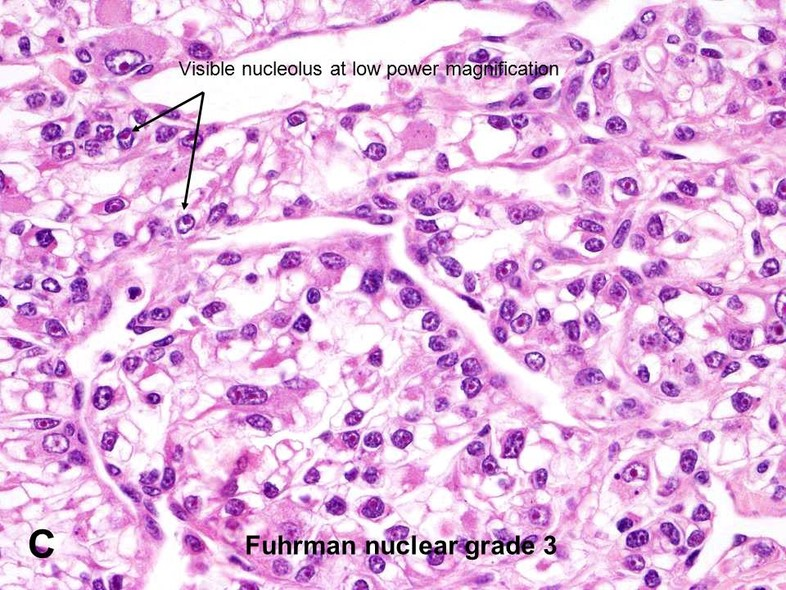 Visible nucleolus at low power magnification
C
Fuhrman nuclear grade 3